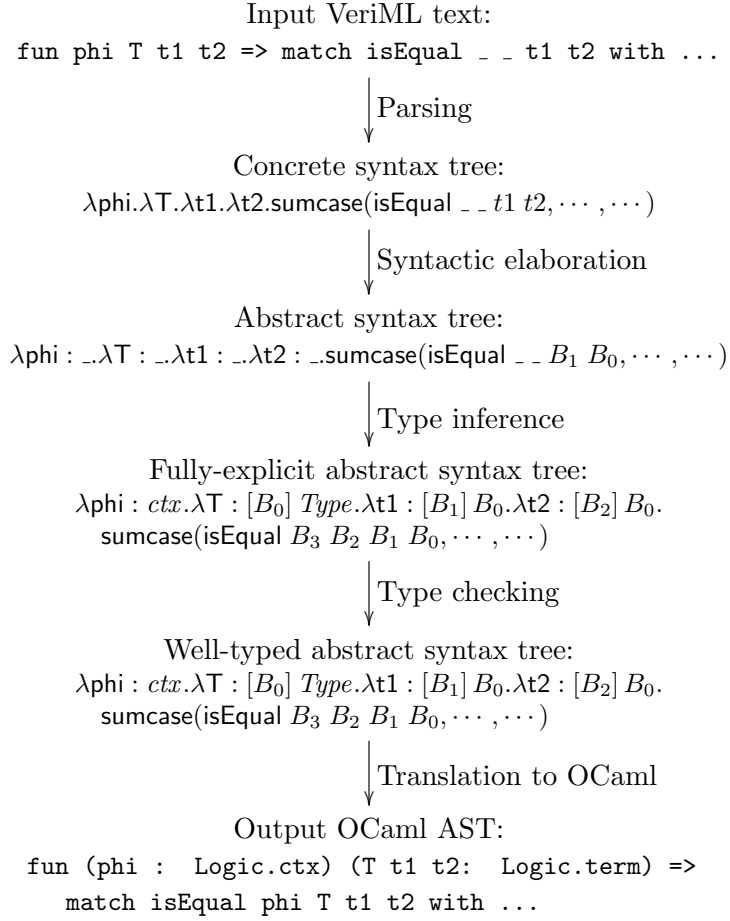 Input VeriML text:
fun phi T t1 t2 => match isEqual _ _ t1 t2 with ...
Parsing
Concrete syntax tree:
λphi.λT.λt1.λt2.sumcase(isEqual _ _ t1 t2, ··· , ···)
Syntactic elaboration
Abstract syntax tree:
λphi : _.λT : _.λt1 : _.λt2 : _.sumcase(isEqual _ _ B₁ B₀, ··· , ···)
Type inference
Fully-explicit abstract syntax tree:
λphi : ctx.λT : [B₀] Type.λt1 : [B₁] B₀.λt2 : [B₂] B₀.
sumcase(isEqual B₃ B₂ B₁ B₀, ··· , ···)
Type checking
Well-typed abstract syntax tree:
λphi : ctx.λT : [B₀] Type.λt1 : [B₁] B₀.λt2 : [B₂] B₀.
sumcase(isEqual B₃ B₂ B₁ B₀, ··· , ···)
Translation to OCaml
Output OCaml AST:
fun (phi : Logic.ctx) (T t1 t2: Logic.term) =>
match isEqual phi T t1 t2 with ...